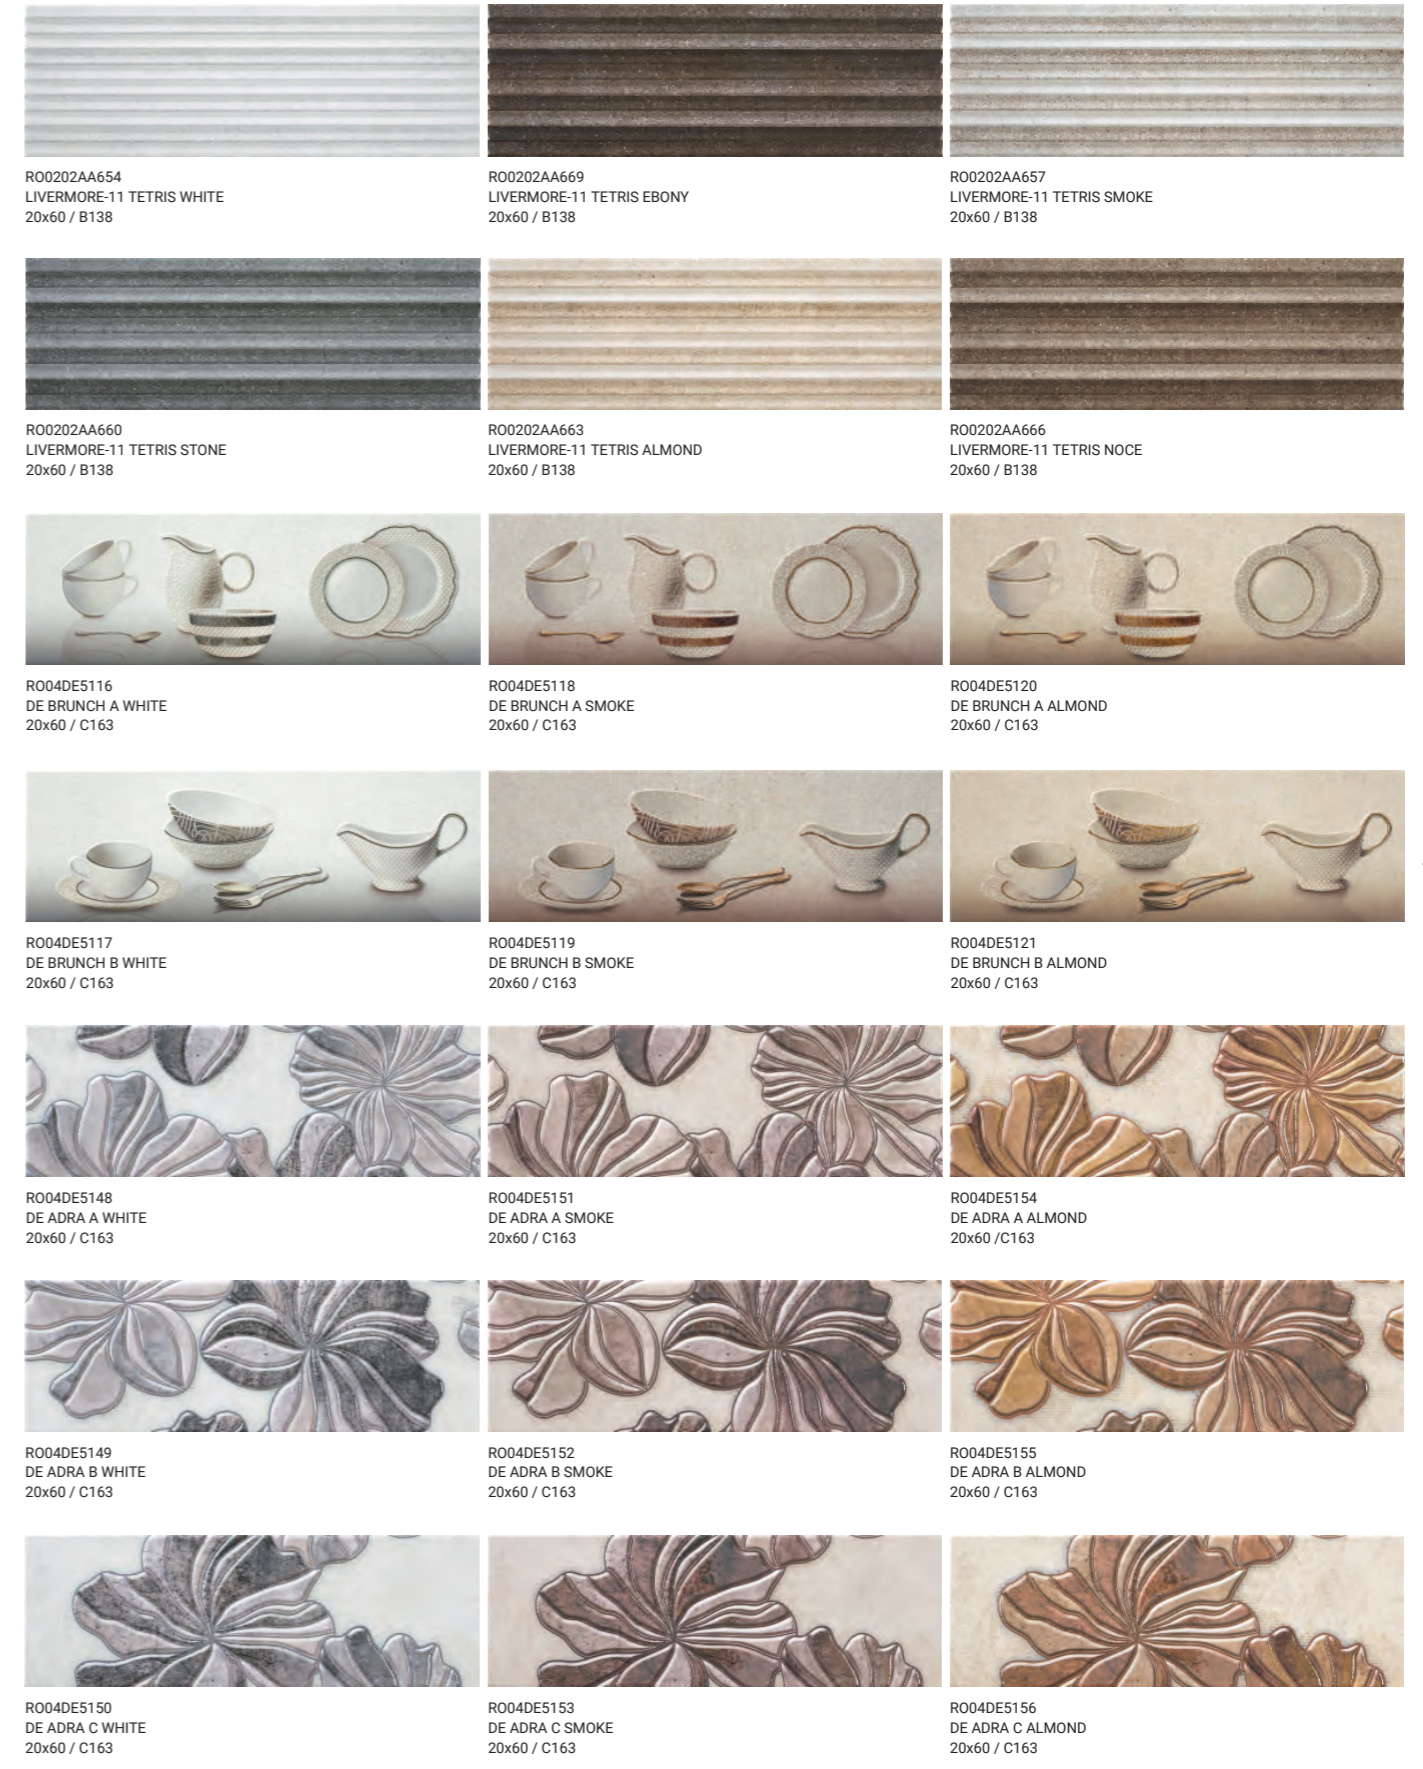 RO0202AA654
LIVERMORE-11 TETRIS WHITE
20x60 / B138
RO0202AA669
LIVERMORE-11 TETRIS EBONY
20x60 / B138
RO0202AA657
LIVERMORE-11 TETRIS SMOKE
20x60 / B138
RO0202AA660
LIVERMORE-11 TETRIS STONE
20x60 / B138
RO0202AA663
LIVERMORE-11 TETRIS ALMOND
20x60 / B138
RO0202AA666
LIVERMORE-11 TETRIS NOCE
20x60 / B138
RO04DE5116
DE BRUNCH A WHITE
20x60 / C163
RO04DE5118
DE BRUNCH A SMOKE
20x60 / C163
RO04DE5120
DE BRUNCH A ALMOND
20x60 / C163
RO04DE5117
DE BRUNCH B WHITE
20x60 / C163
RO04DE5119
DE BRUNCH B SMOKE
20x60 / C163
RO04DE5121
DE BRUNCH B ALMOND
20x60 / C163
RO04DE5148
DE ADRA A WHITE
20x60 / C163
RO04DE5151
DE ADRA A SMOKE
20x60 / C163
RO04DE5154
DE ADRA A ALMOND
20x60 /C163
RO04DE5149
DE ADRA B WHITE
20x60 / C163
RO04DE5152
DE ADRA B SMOKE
20x60 / C163
RO04DE5155
DE ADRA B ALMOND
20x60 / C163
RO04DE5150
DE ADRA C WHITE
20x60 / C163
RO04DE5153
DE ADRA C SMOKE
20x60 / C163
RO04DE5156
DE ADRA C ALMOND
20x60 / C163